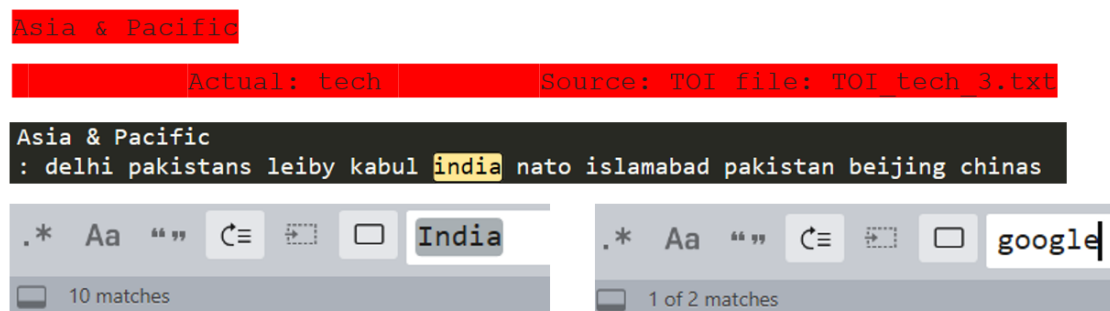 Asia & Pacific
Actual: tech Source: TOI file: TOI_tech_3.txt
Asia & Pacific
: delhi pakistans leiby kabul india nato islamabad pakistan beijing chinas
.* Aa “” India
10 matches
.* Aa “” google
1 of 2 matches